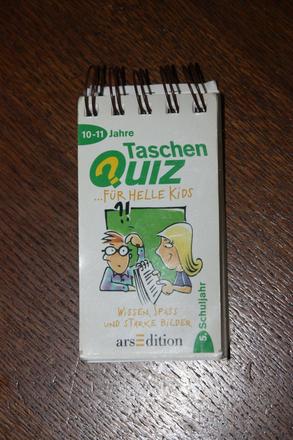 10-11 Jahre
Taschen
QUIZ
...FÜR HELLE KIDS
?!
WISSEN, SPASS
UND STARKE BILDER
5. Schuljahr
arsEdition